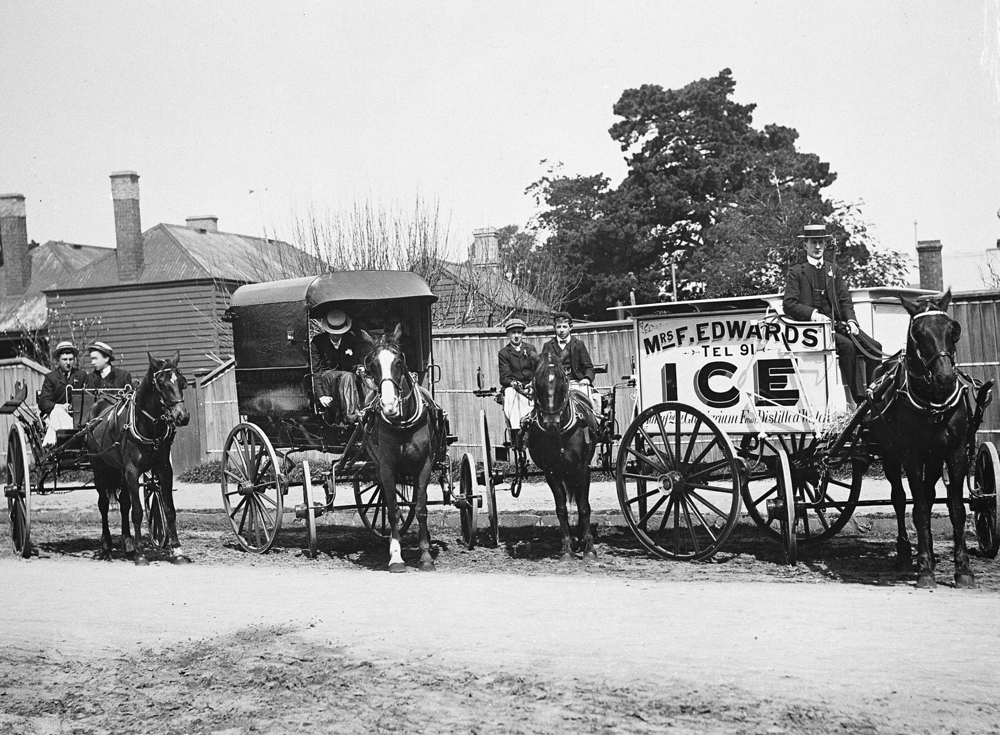 MRS F. EDWARDS
TEL 91
ICE
From Distilled Water